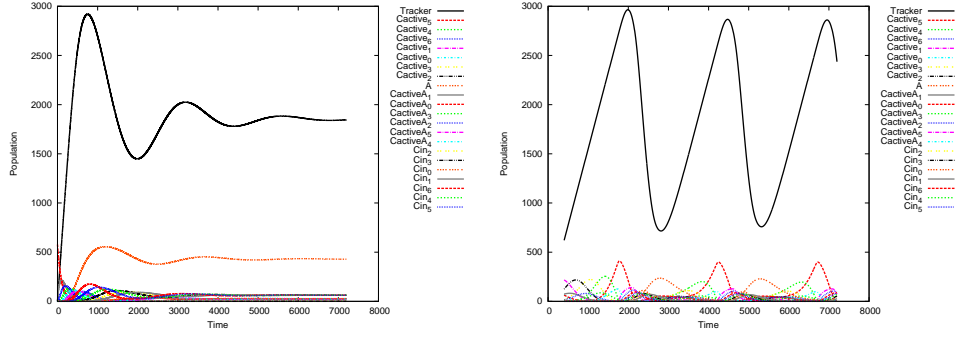 3000
2500
2000
1500
1000
500
0
Population
0 1000 2000 3000 4000 5000 6000 7000 8000
Time
Tracker
Cactive5
Cactive4
Cactive6
Cactive1
Cactive0
Cactive3
Cactive2
A
CactiveA1
CactiveA0
CactiveA3
CactiveA2
CactiveA5
CactiveA4
Cin2
Cin3
Cin0
Cin1
Cin6
Cin4
Cin5
3000
2500
2000
1500
1000
500
0
Population
0 1000 2000 3000 4000 5000 6000 7000 8000
Time
Tracker
Cactive5
Cactive4
Cactive6
Cactive1
Cactive0
Cactive3
Cactive2
A
CactiveA1
CactiveA0
CactiveA3
CactiveA2
CactiveA5
CactiveA4
Cin2
Cin3
Cin0
Cin1
Cin6
Cin4
Cin5